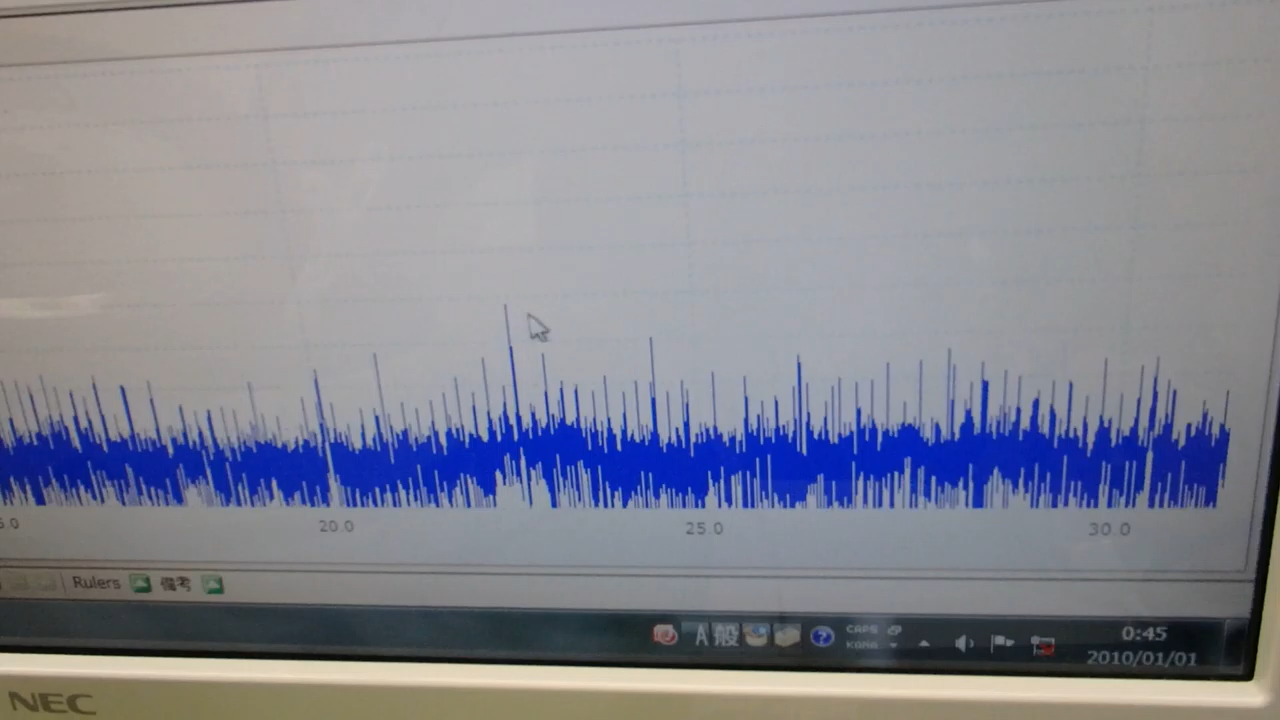 5.0 20.0 25.0 30.0
Rulers 備考
A 般 ? CAPS KANA 0:45
2010/01/01
NEC